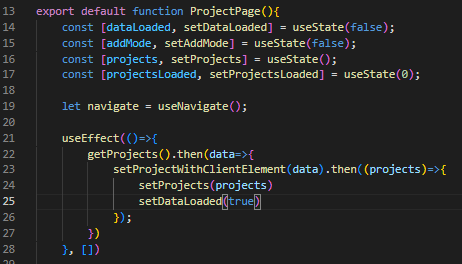 13 export default function ProjectPage(){
14     const [dataLoaded, setDataLoaded] = useState(false);
15     const [addMode, setAddMode] = useState(false);
16     const [projects, setProjects] = useState();
17     const [projectsLoaded, setProjectsLoaded] = useState(0);
18
19     let navigate = useNavigate();
20
21     useEffect(()=>{
22         getProjects().then(data=>{
23             setProjectWithClientElement(data).then((projects)=>{
24                 setProjects(projects)
25                 setDataLoaded(true)
26             });
27         })
28     }, [])